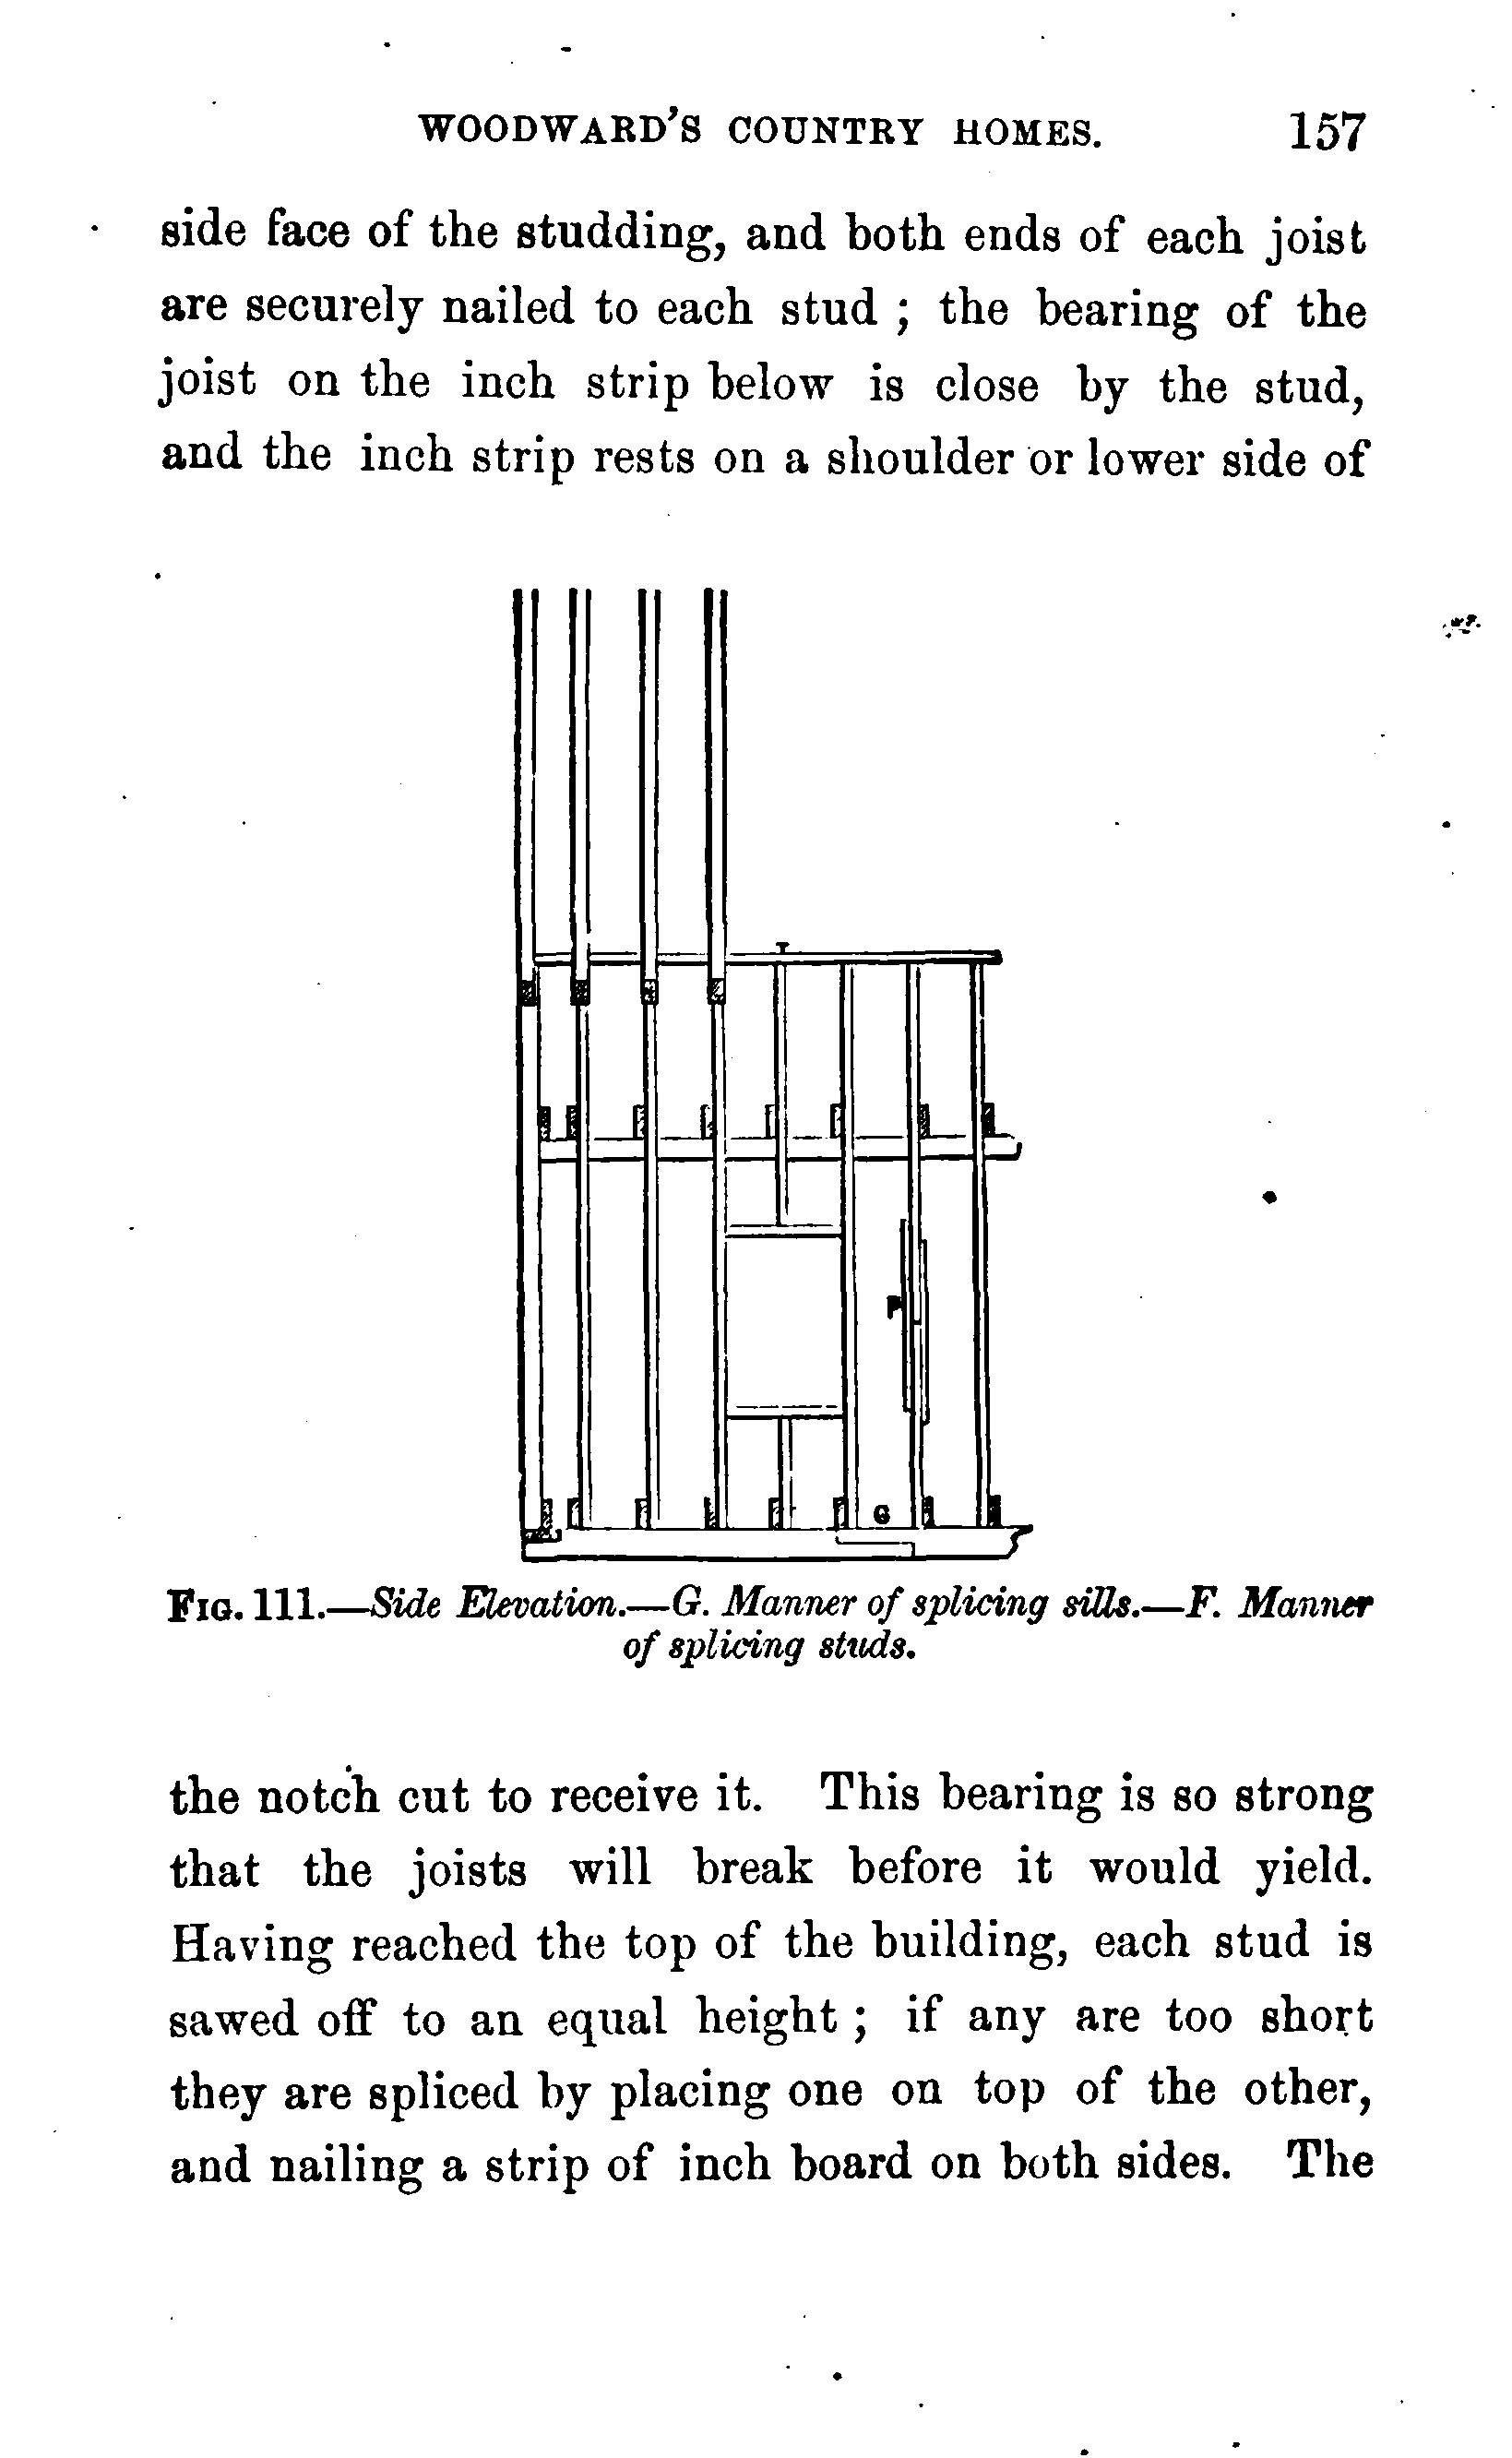 WOODWARD'S COUNTRY HOMES. 157
side face of the studding, and both ends of each joist
are securely nailed to each stud ; the bearing of the
joist on the inch strip below is close by the stud,
and the inch strip rests on a shoulder or lower side of
I
F
G
FIG. 111.—Side Elevation.—G. Manner of splicing sills.—F. Manner
of splicing studs.
the notch cut to receive it. This bearing is so strong
that the joists will break before it would yield.
Having reached the top of the building, each stud is
sawed off to an equal height ; if any are too short
they are spliced by placing one on top of the other,
and nailing a strip of inch board on both sides. The